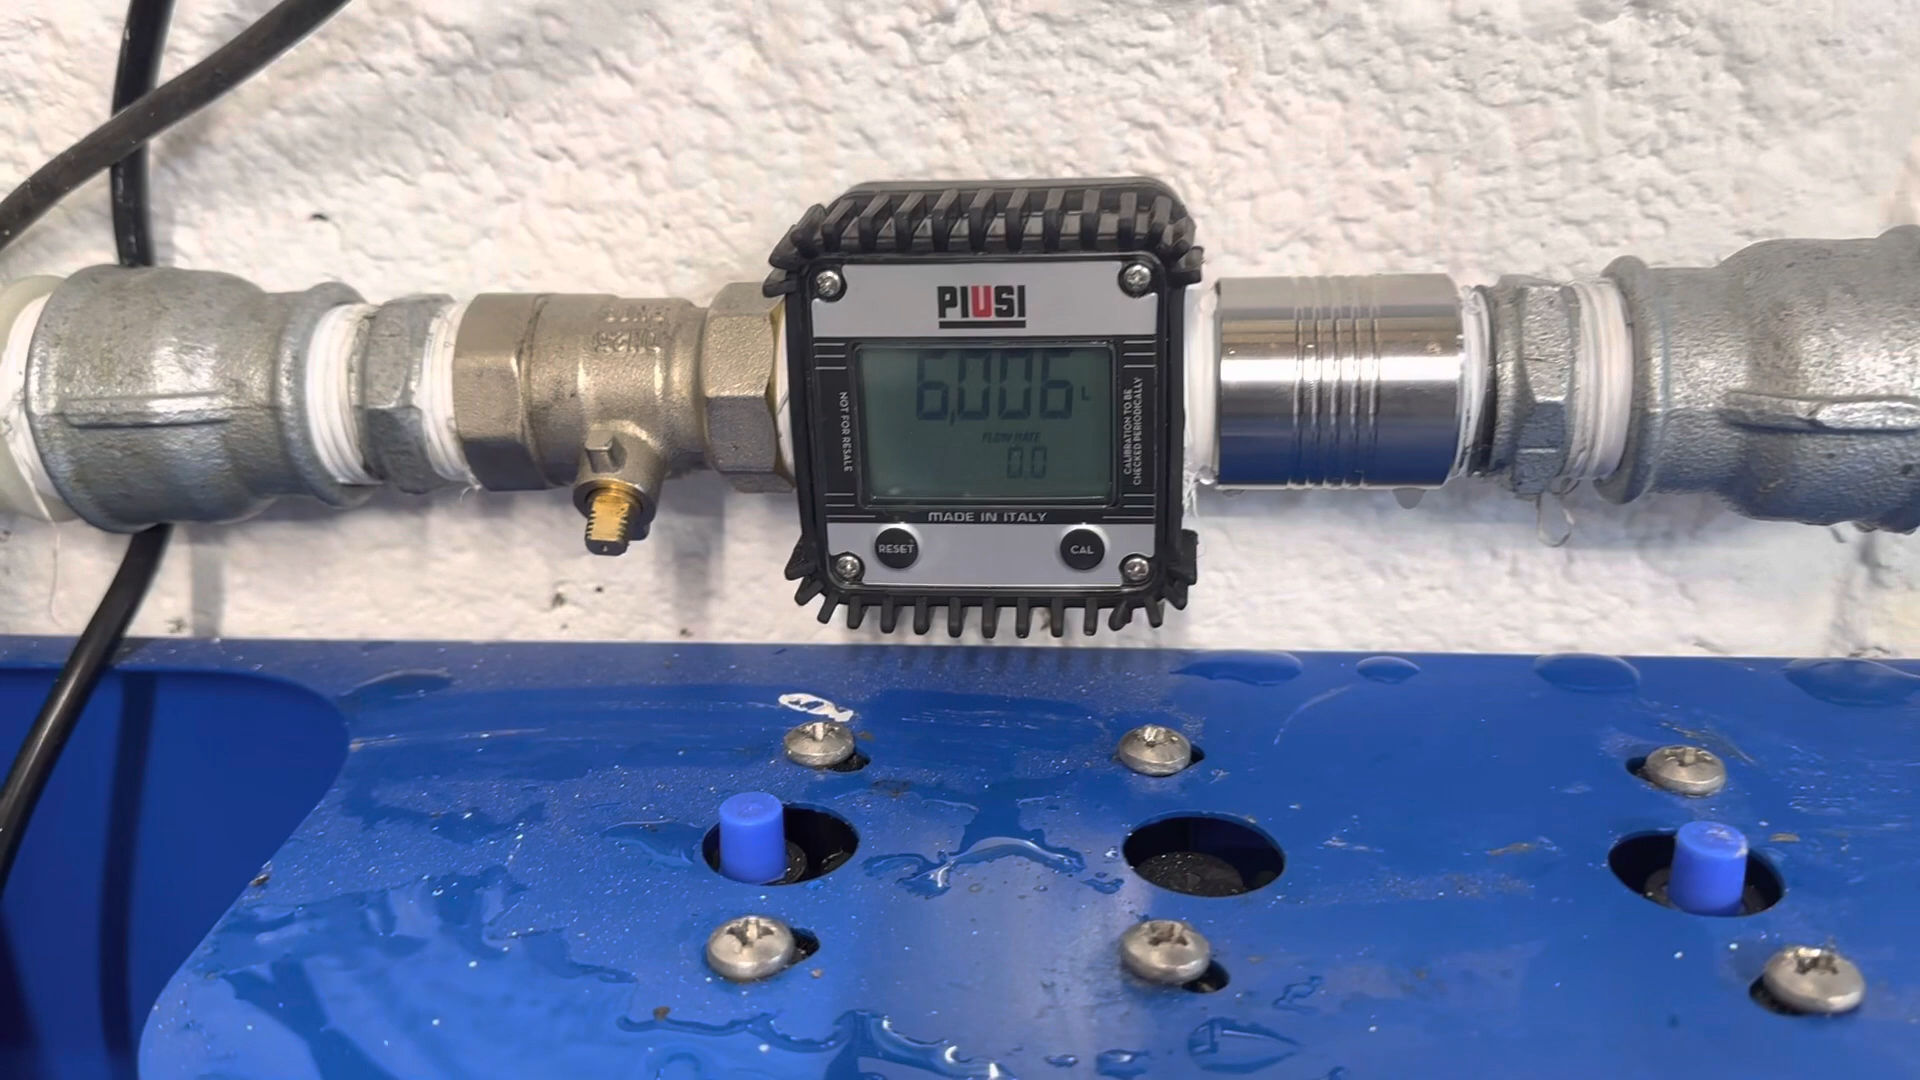 PIUSI
6,006 L
FLOW RATE
0.0
NOT FOR RESALE
CALIBRATION TO BE
CHECKED PERIODICALLY
MADE IN ITALY
RESET
CAL